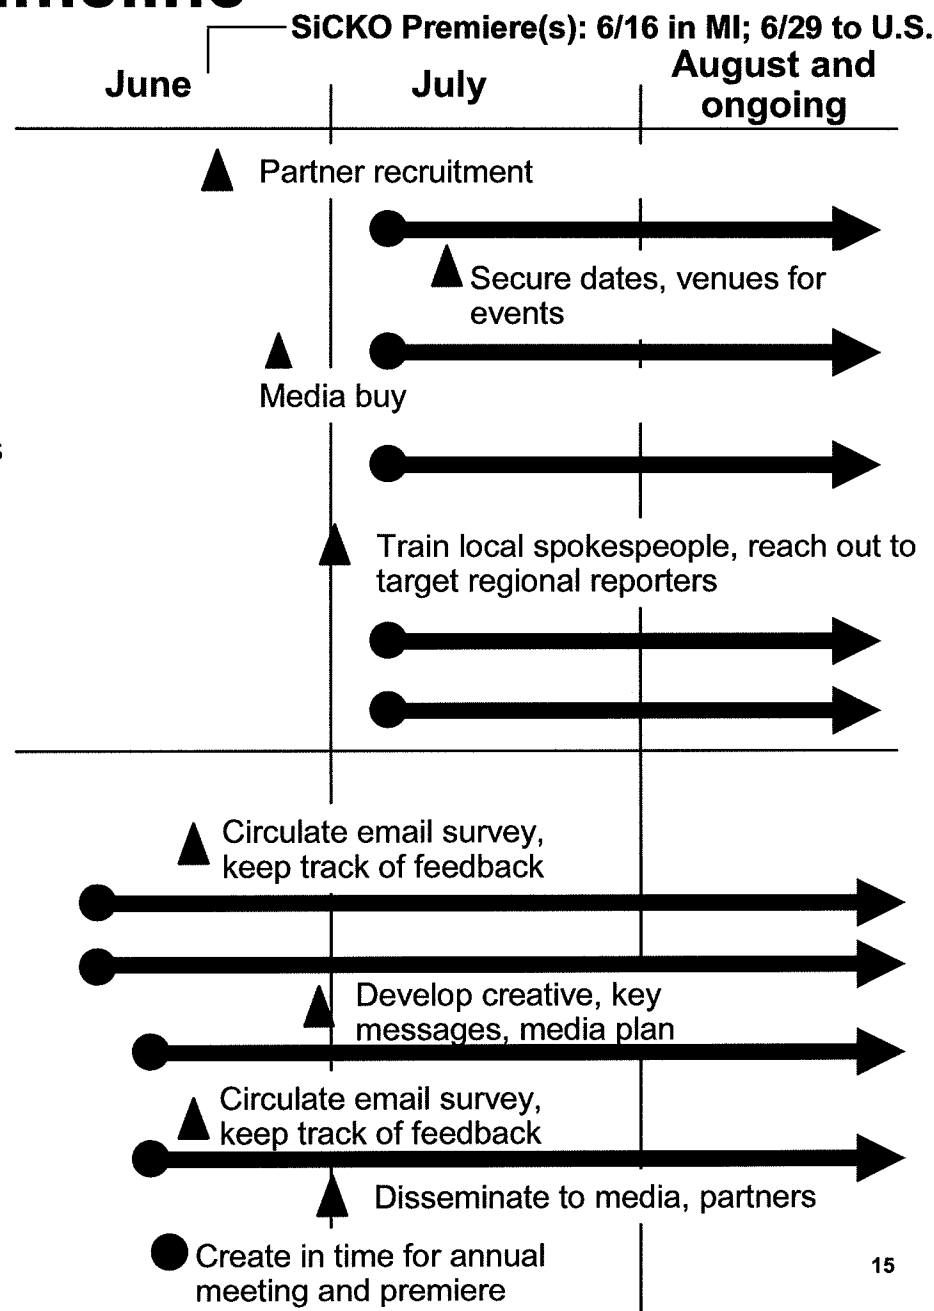 SiCKO Premiere(s): 6/16 in MI; 6/29 to U.S.
June
July
August and
ongoing
Partner recruitment
Secure dates, venues for
events
Media buy
Train local spokespeople, reach out to
target regional reporters
Circulate email survey,
keep track of feedback
Develop creative, key
messages, media plan
Circulate email survey,
keep track of feedback
Disseminate to media, partners
Create in time for annual
meeting and premiere
15